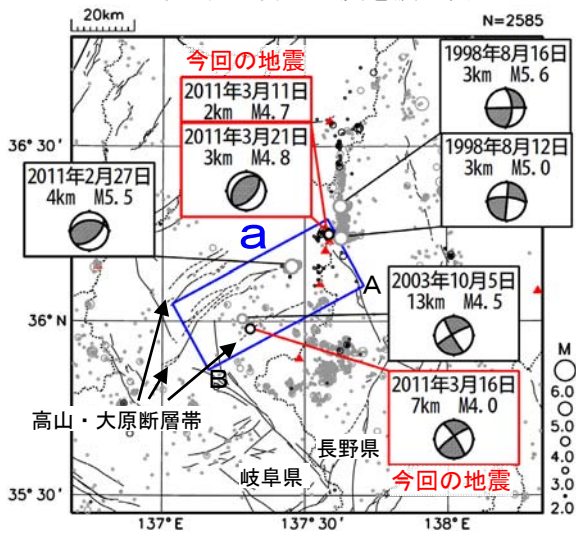 20km
N=2585
今回の地震
2011年3月11日
2km M4.7
2011年3月21日
3km M4.8
1998年8月16日
3km M5.6
1998年8月12日
3km M5.0
2011年2月27日
4km M5.5
a
A
B
2003年10月5日
13km M4.5
2011年3月16日
7km M4.0
今回の地震
高山・大原断層帯
長野県
岐阜県
36°30′
36°N
35°30′
137°E
137°30′
138°E
M
6.0
5.0
4.0
3.0
2.0